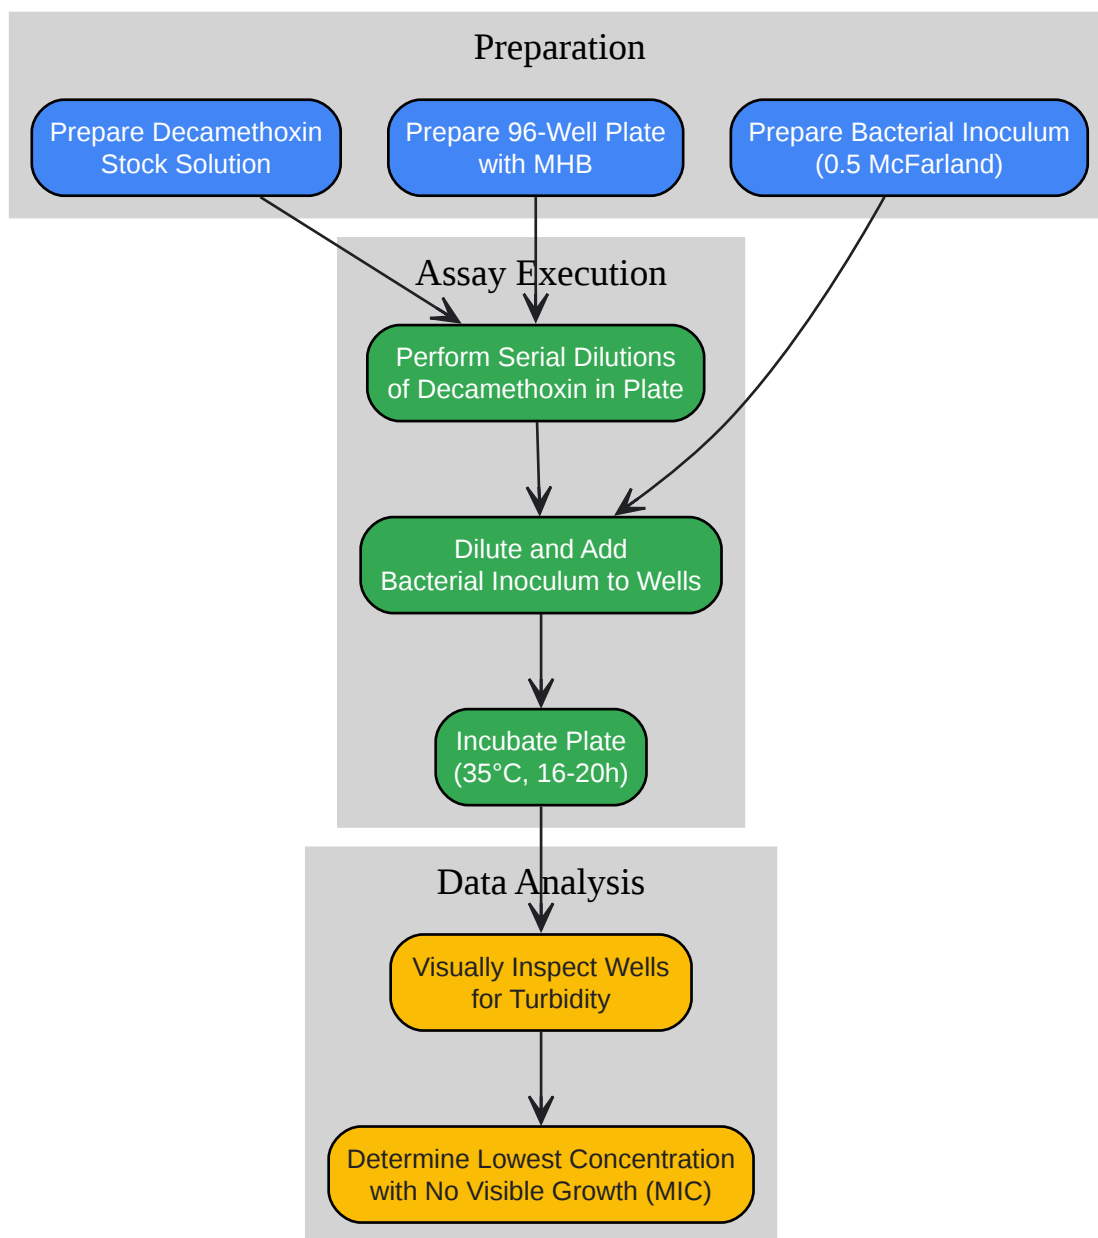 Preparation
Prepare Decamethoxin
Stock Solution
Prepare 96-Well Plate
with MHB
Prepare Bacterial Inoculum
(0.5 McFarland)
Assay Execution
Perform Serial Dilutions
of Decamethoxin in Plate
Dilute and Add
Bacterial Inoculum to Wells
Incubate Plate
(35°C, 16-20h)
Data Analysis
Visually Inspect Wells
for Turbidity
Determine Lowest Concentration
with No Visible Growth (MIC)